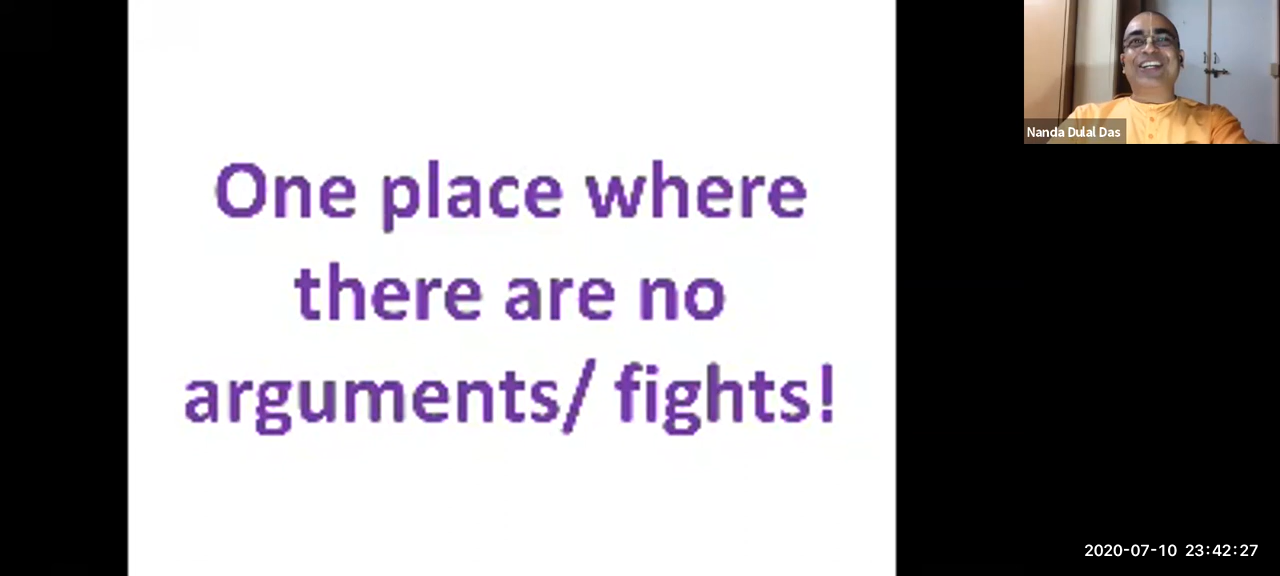 One place where
there are no
arguments/ fights!
Nanda Dulal Das
2020-07-10 23:42:27